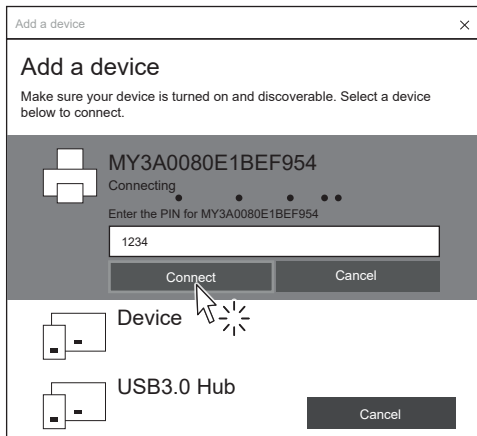 Add a device
Add a device
Make sure your device is turned on and discoverable. Select a device
below to connect.
MY3A0080E1BEF954
Connecting
Enter the PIN for MY3A0080E1BEF954
1234
Connect Cancel
Device
USB3.0 Hub
Cancel